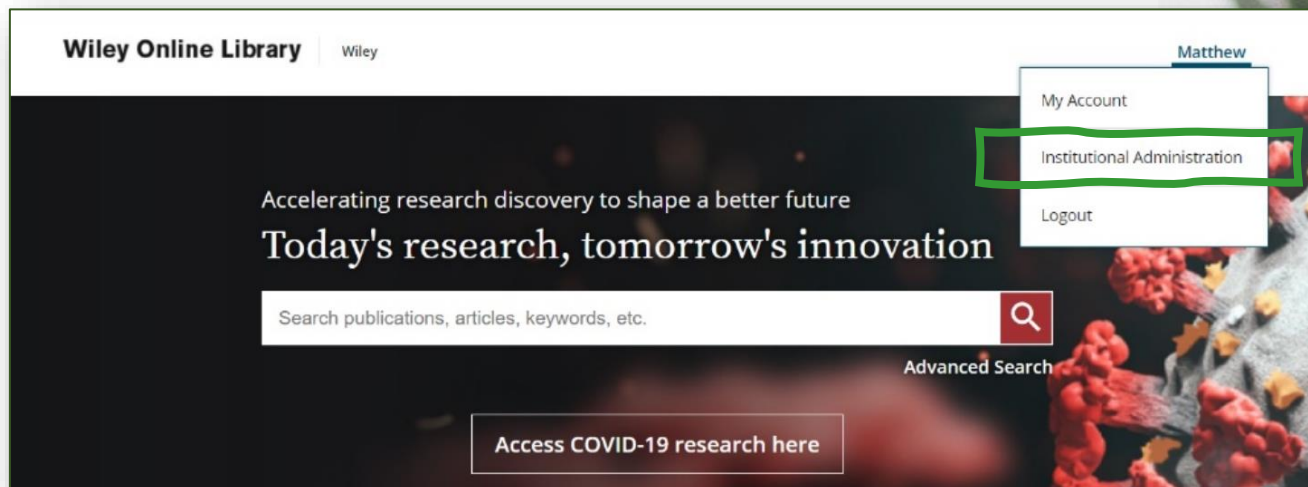 Wiley Online Library Wiley Matthew
My Account
Institutional Administration
Logout
Accelerating research discovery to shape a better future
Today's research, tomorrow's innovation
Search publications, articles, keywords, etc.
Advanced Search
Access COVID-19 research here